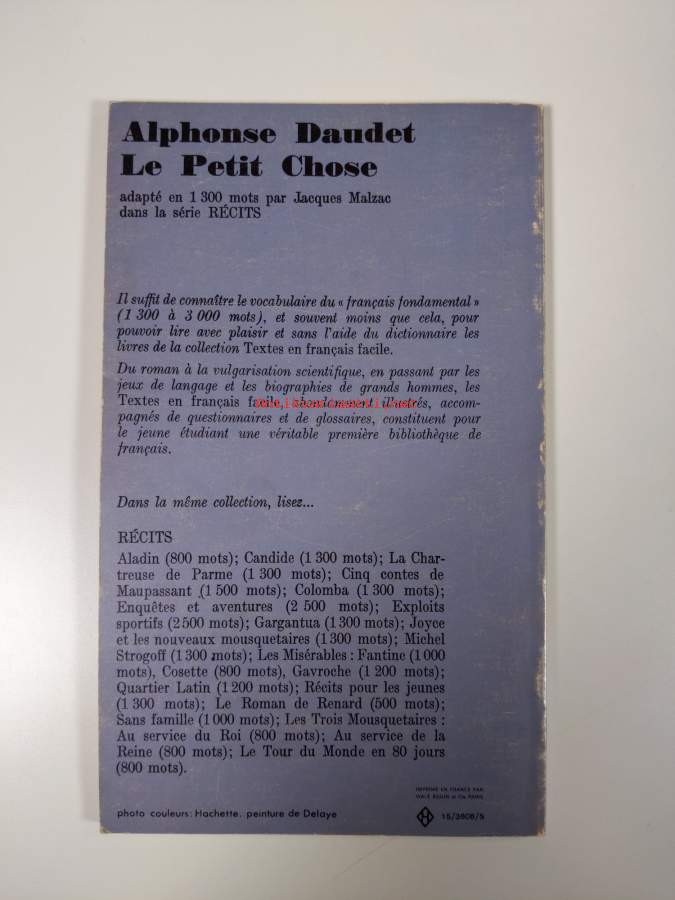 Alphonse Daudet
Le Petit Chose
adapté en 1 300 mots par Jacques Malzac
dans la série RÉCITS
Il suffit de connaître le vocabulaire du « français fondamental »
(1 300 à 3 000 mots), et souvent moins que cela, pour
pouvoir lire avec plaisir et sans l'aide du dictionnaire les
livres de la collection Textes en français facile.
Du roman à la vulgarisation scientifique, en passant par les
jeux de langage et les biographies de grands hommes, les
Textes en français facile, abondamment illustrés, accom-
pagnés de questionnaires et de glossaires, constituent pour
le jeune étudiant une véritable première bibliothèque de
français.
Dans la même collection, lisez...
RÉCITS
Aladin (800 mots); Candide (1 300 mots); La Char-
treuse de Parme (1 300 mots); Cinq contes de
Maupassant (1 500 mots); Colomba (1 300 mots);
Enquêtes et aventures (2 500 mots); Exploits
sportifs (2 500 mots); Gargantua (1 300 mots); Joyce
et les nouveaux mousquetaires (1 300 mots); Michel
Strogoff (1 300 mots); Les Misérables : Fantine (1 000
mots), Cosette (800 mots), Gavroche (1 200 mots);
Quartier Latin (1 200 mots); Récits pour les jeunes
(1 300 mots); Le Roman de Renard (500 mots);
Sans famille (1 000 mots); Les Trois Mousquetaires :
Au service du Roi (800 mots); Au service de la
Reine (800 mots); Le Tour du Monde en 80 jours
(800 mots).
IMPRIMÉ EN FRANCE PAR
photo couleurs: Hachette. peinture de Delaye
H 15/3606/5